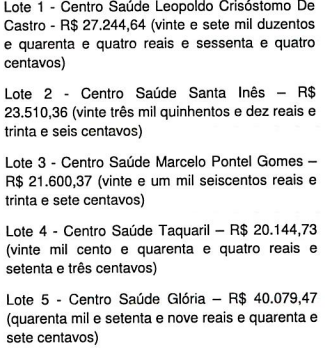 Lote 1 - Centro Saúde Leopoldo Crisóstomo De
Castro - R$ 27.244,64 (vinte e sete mil duzentos
e quarenta e quatro reais e sessenta e quatro
centavos)
Lote 2 - Centro Saúde Santa Inês – R$
23.510,36 (vinte três mil quinhentos e dez reais e
trinta e seis centavos)
Lote 3 - Centro Saúde Marcelo Pontel Gomes –
R$ 21.600,37 (vinte e um mil seiscentos reais e
trinta e sete centavos)
Lote 4 - Centro Saúde Taquaril – R$ 20.144,73
(vinte mil cento e quarenta e quatro reais e
setenta e três centavos)
Lote 5 - Centro Saúde Glória – R$ 40.079,47
(quarenta mil e setenta e nove reais e quarenta e
sete centavos)